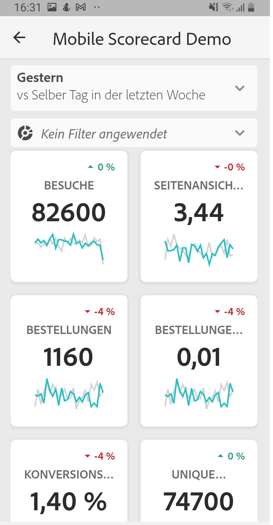 16:31
Mobile Scorecard Demo
Gestern
vs Selber Tag in der letzten Woche
Kein Filter angewendet
0 %
-0 %
BESUCHE
SEITENANSICH...
82600
3,44
-4 %
-4 %
BESTELLUNGEN
BESTELLUNGE...
1160
0,01
-4 %
0 %
KONVERSIONS...
UNIQUE...
1,40 %
74700